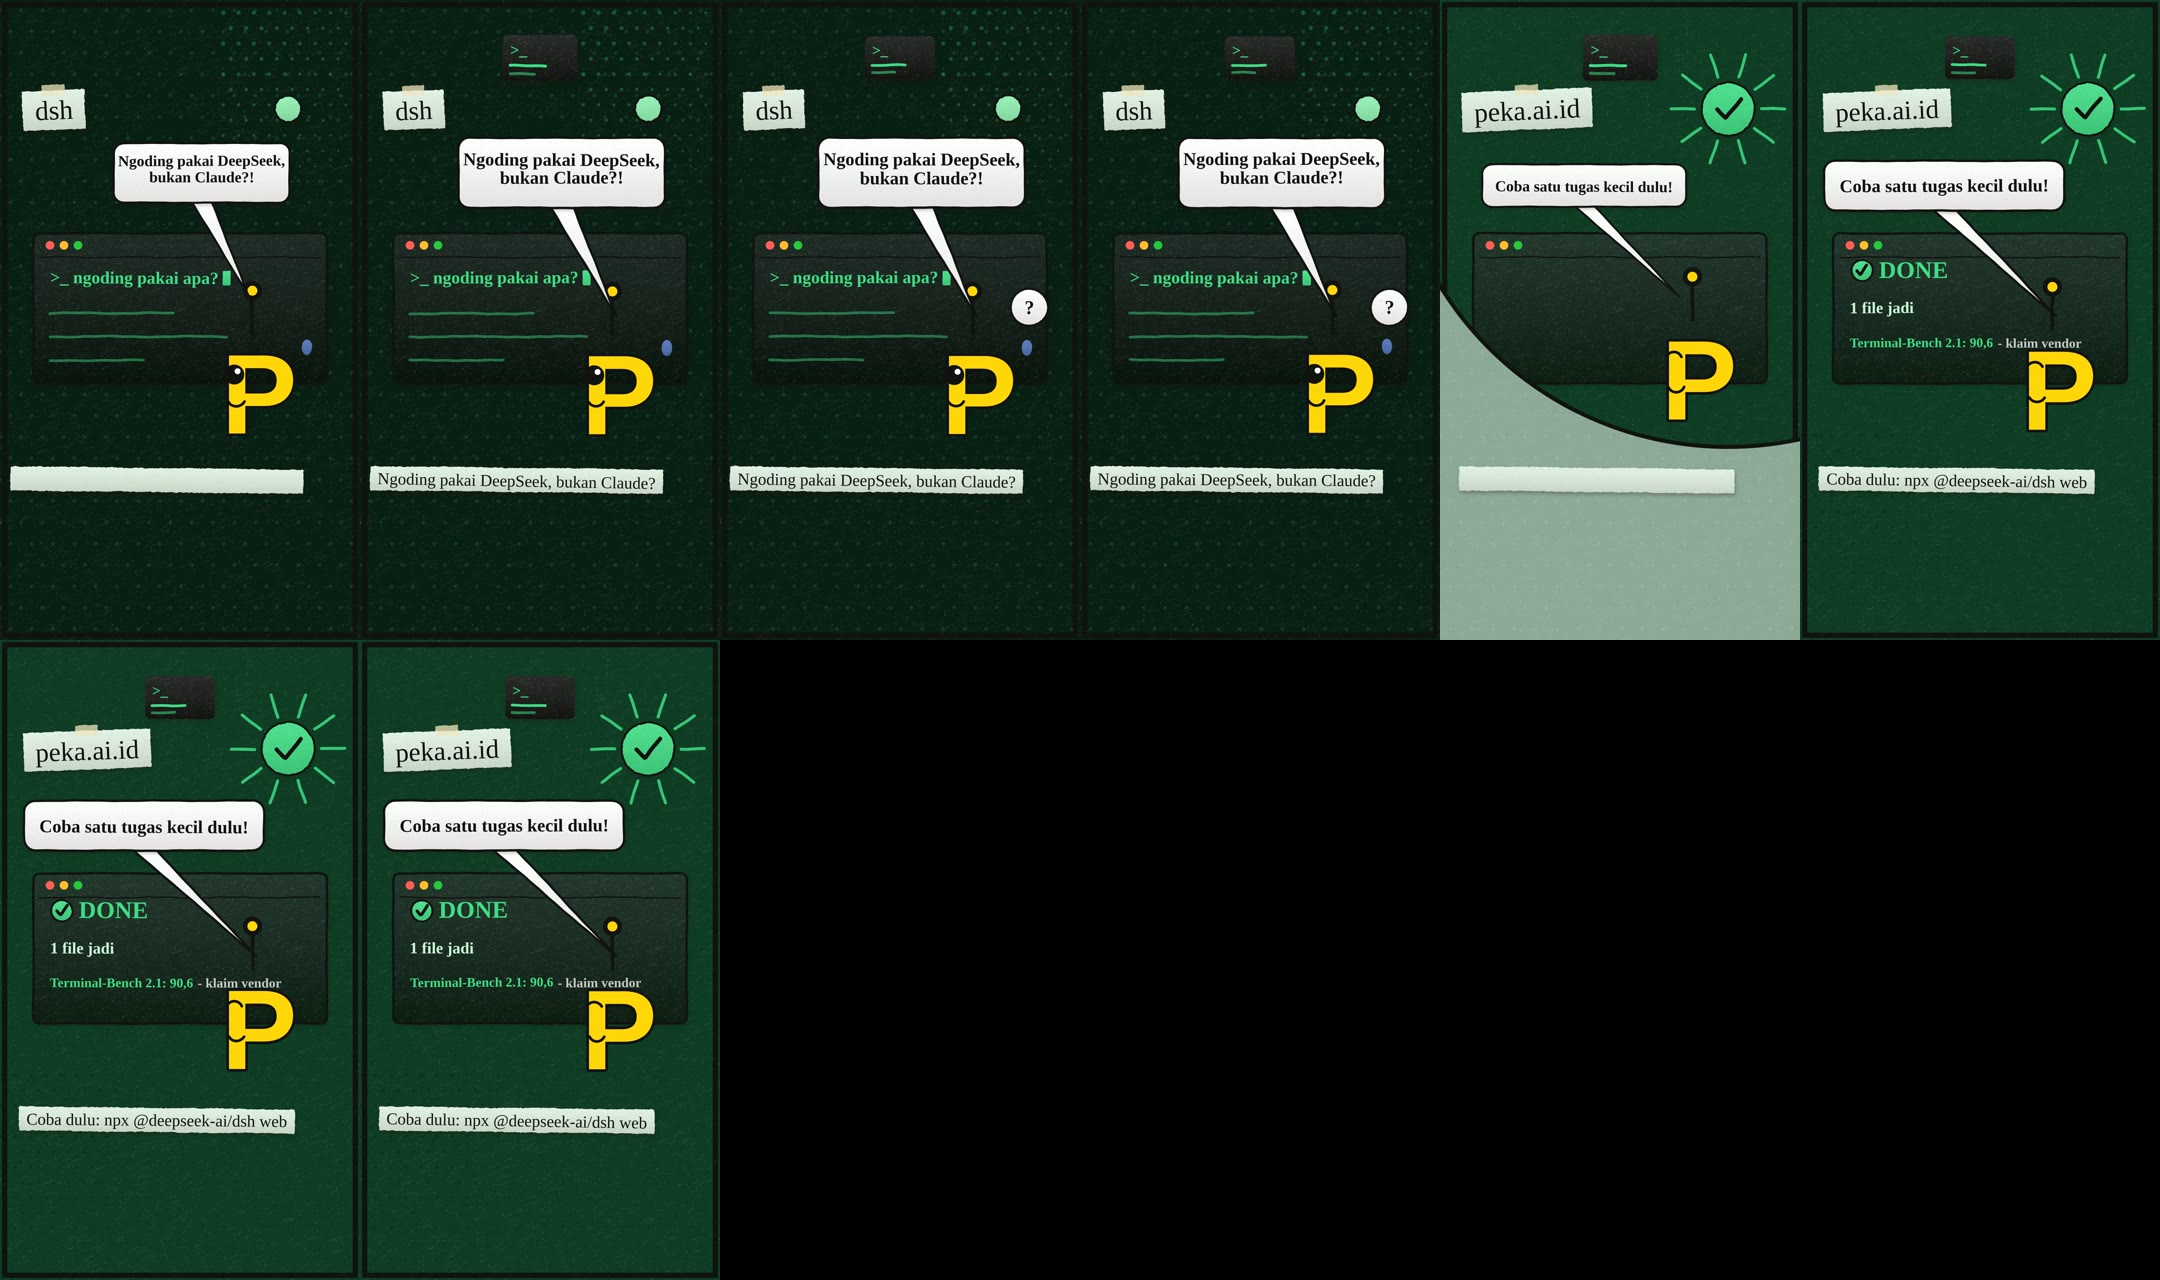 dsh
Ngoding pakai DeepSeek,
bukan Claude?!
>_ ngoding pakai apa?
>_
dsh
Ngoding pakai DeepSeek,
bukan Claude?!
>_ ngoding pakai apa?
Ngoding pakai DeepSeek, bukan Claude?
>_
dsh
Ngoding pakai DeepSeek,
bukan Claude?!
>_ ngoding pakai apa?
?
Ngoding pakai DeepSeek, bukan Claude?
>_
dsh
Ngoding pakai DeepSeek,
bukan Claude?!
>_ ngoding pakai apa?
?
Ngoding pakai DeepSeek, bukan Claude?
>_
peka.ai.id
Coba satu tugas kecil dulu!
>_
peka.ai.id
Coba satu tugas kecil dulu!
DONE
1 file jadi
Terminal-Bench 2.1: 90,6 - klaim vendor
Coba dulu: npx @deepseek-ai/dsh web
>_
peka.ai.id
Coba satu tugas kecil dulu!
DONE
1 file jadi
Terminal-Bench 2.1: 90,6 - klaim vendor
Coba dulu: npx @deepseek-ai/dsh web
>_
peka.ai.id
Coba satu tugas kecil dulu!
DONE
1 file jadi
Terminal-Bench 2.1: 90,6 - klaim vendor
Coba dulu: npx @deepseek-ai/dsh web